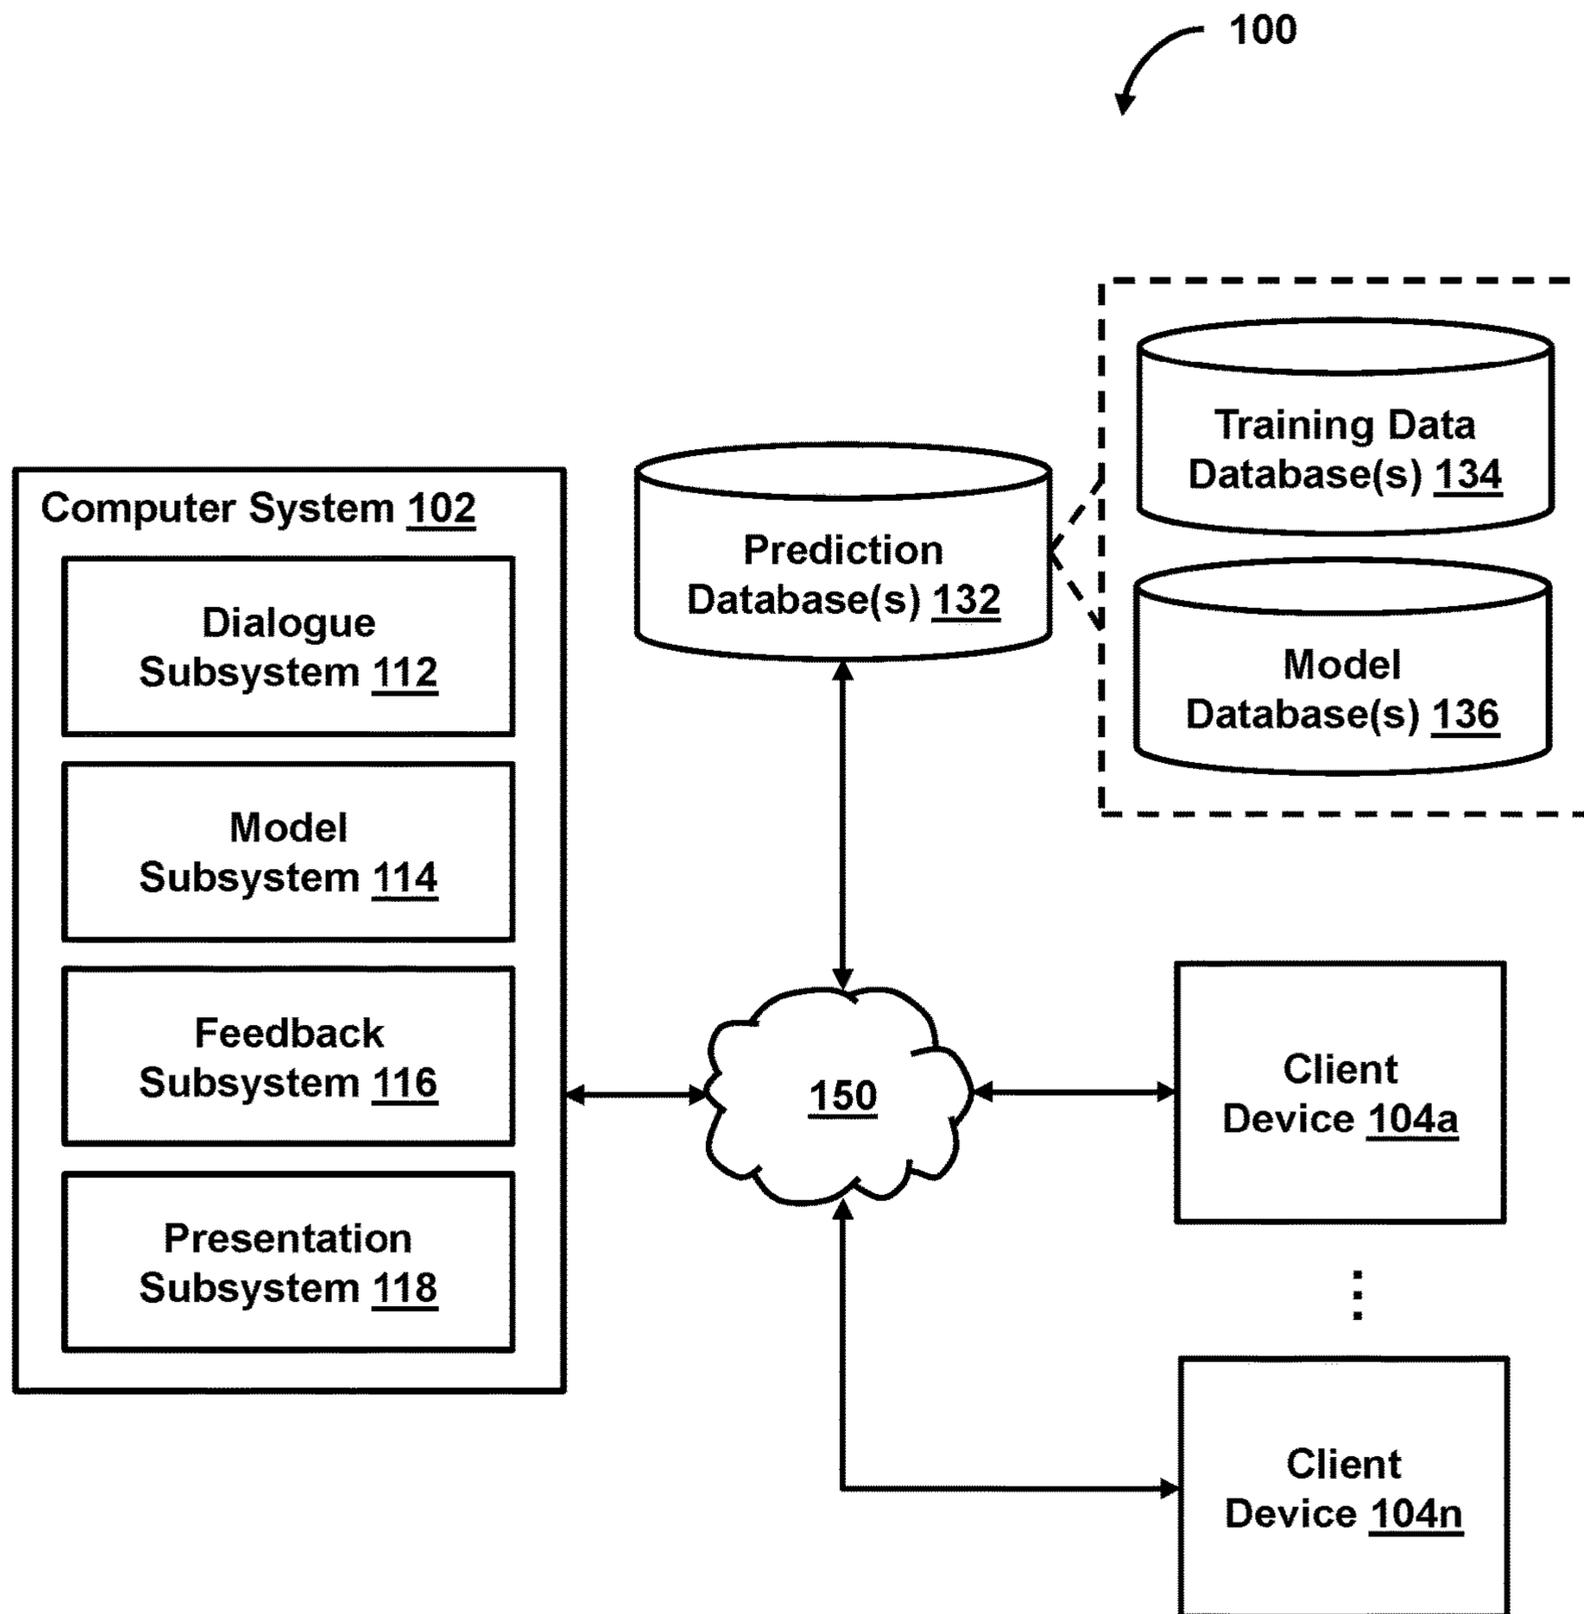 100
Training Data
Database(s) 134
Computer System 102
Prediction
Database(s) 132
Dialogue
Subsystem 112
Model
Database(s) 136
Model
Subsystem 114
Feedback
Subsystem 116
150
Client
Device 104a
Presentation
Subsystem 118
Client
Device 104n